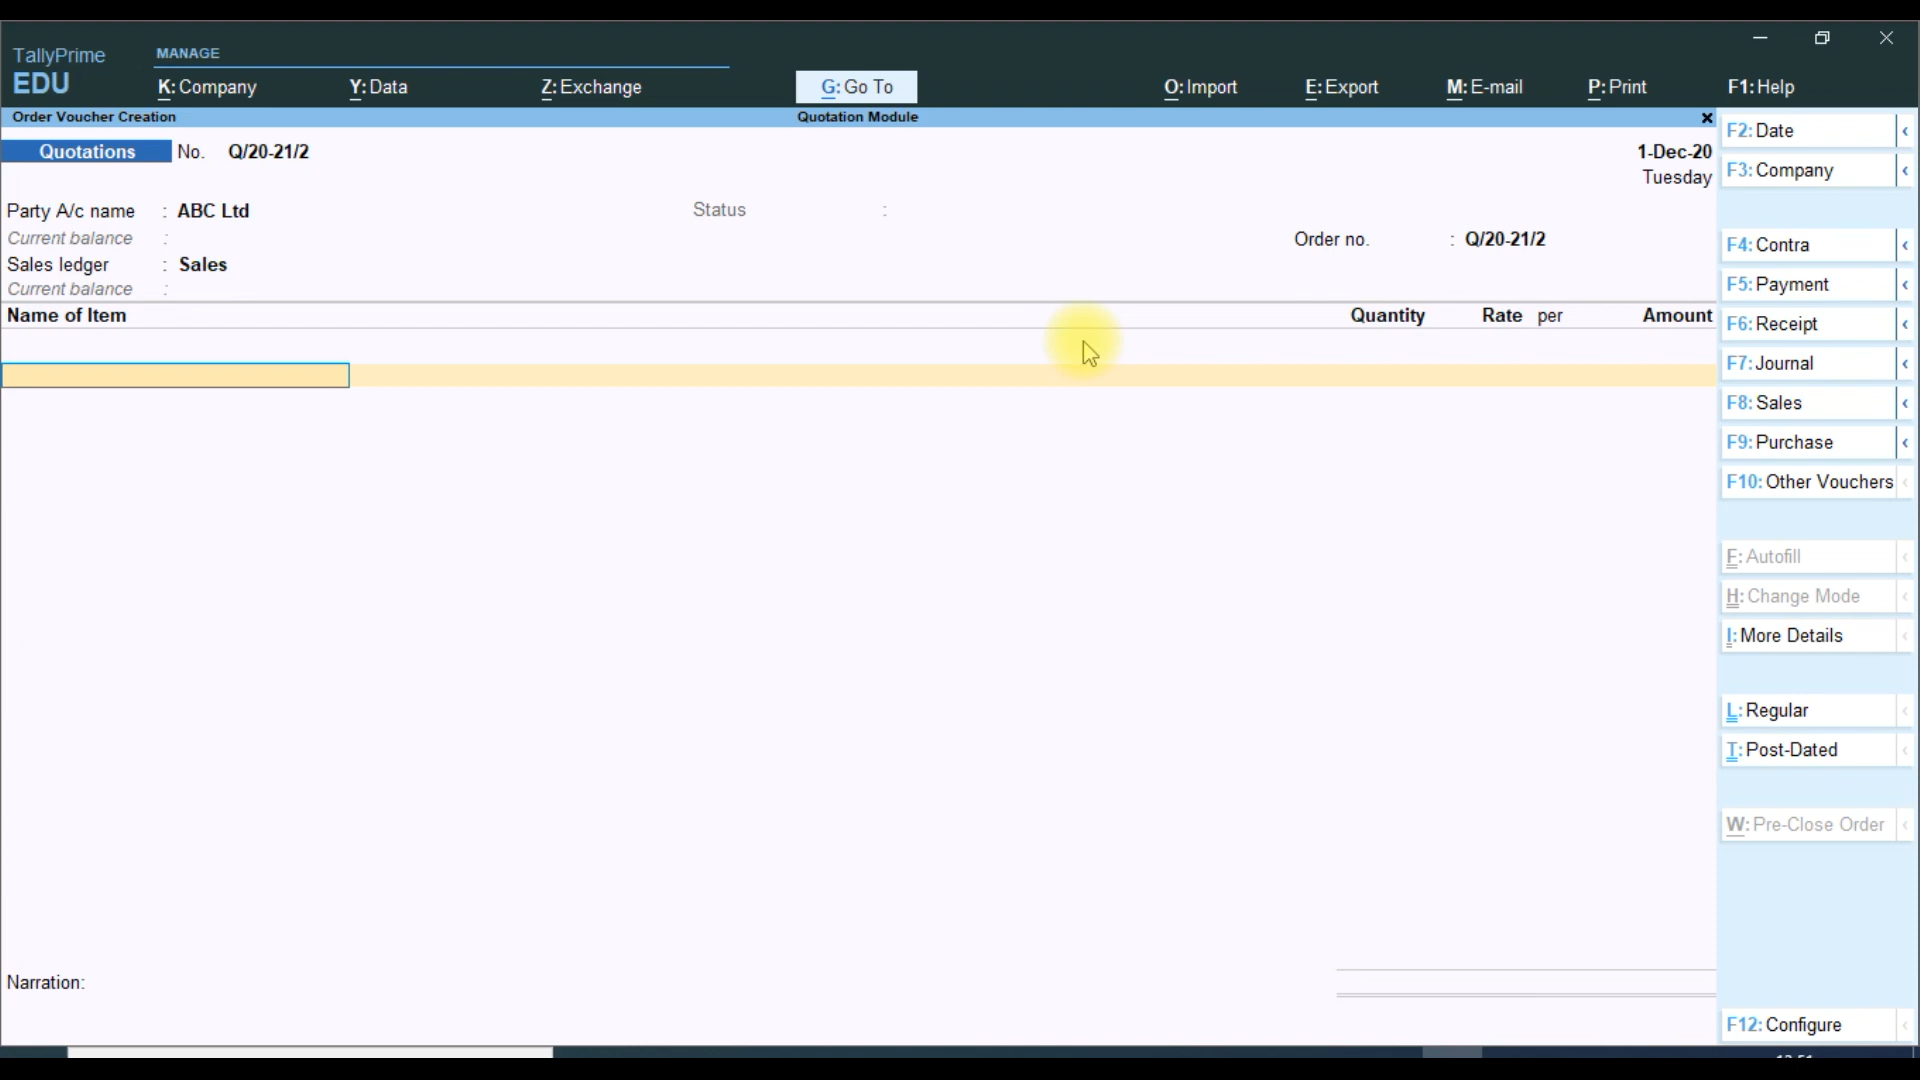 TallyPrime
EDU
MANAGE
K: Company
Y: Data
Z: Exchange
G: Go To
O: Import
E: Export
M: E-mail
P: Print
F1: Help
Order Voucher Creation
Quotation Module
Quotations No. Q/20-21/2
1-Dec-20
Tuesday
Party A/c name : ABC Ltd
Status :
Current balance :
Order no. : Q/20-21/2
Sales ledger : Sales
Current balance :
Name of Item Quantity Rate per Amount
Narration:
F2: Date
F3: Company
F4: Contra
F5: Payment
F6: Receipt
F7: Journal
F8: Sales
F9: Purchase
F10: Other Vouchers
F: Autofill
H: Change Mode
I: More Details
L: Regular
T: Post-Dated
W: Pre-Close Order
F12: Configure